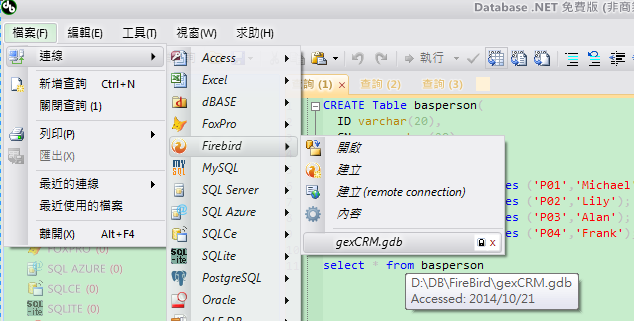 Database .NET 免費版 (非商
檔案(F) 編輯(E) 工具(T) 視窗(W) 求助(H)
連線
新增查詢 Ctrl+N
關閉查詢 (1)
列印(P)
匯出(X)
最近的連線
最近使用的檔案
離開(X) Alt+F4
FOXPRO (0)
SQL AZURE (0)
SQLCE (0)
SQLITE (0)
Access
Excel
dBASE
FoxPro
Firebird
MySQL
SQL Server
SQL Azure
SQLCe
SQLite
PostgreSQL
Oracle
OLE DB
開啟
建立
建立 (remote connection)
內容
gexCRM.gdb x
D:\DB\FireBird\gexCRM.gdb
Accessed: 2014/10/21
執行
詢 (1) x 查詢 (2) 查詢 (3)
CREATE Table basperson(
ID varchar(20),
es ('P01','Michael'
es ('P02','Lily');
es ('P03','Alan');
es ('P04','Frank')
select * from basperson